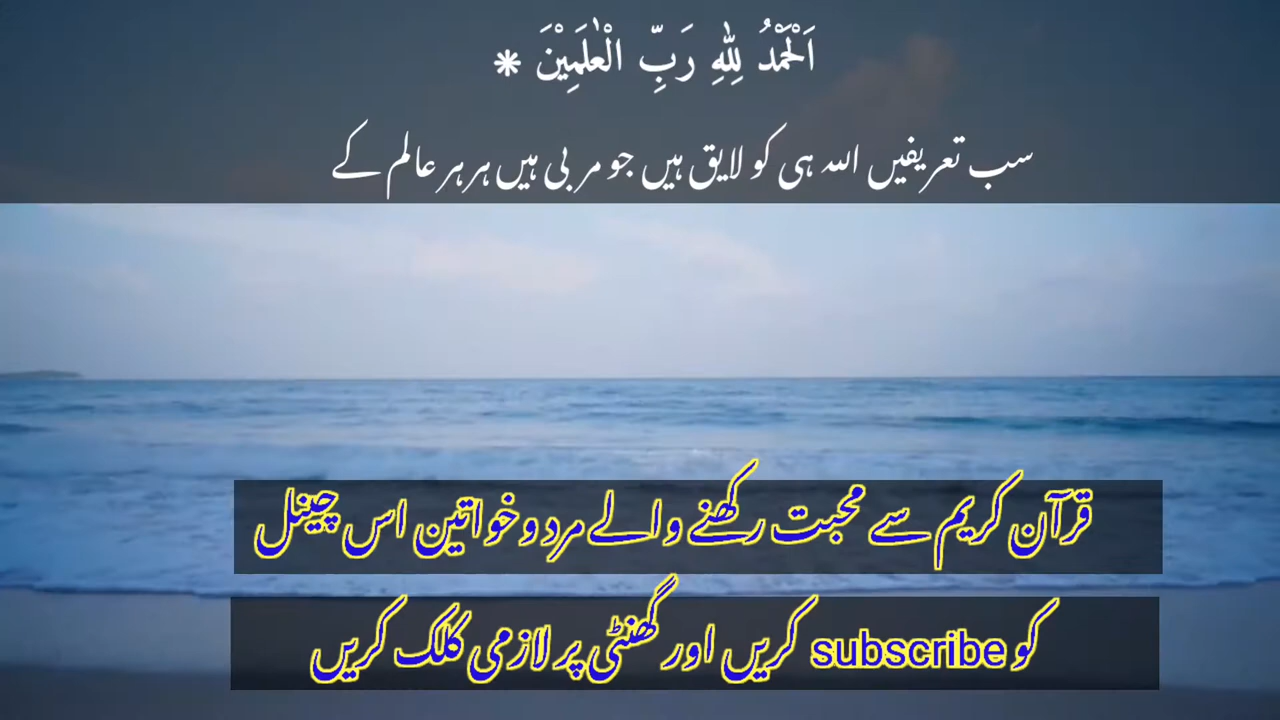 اَلْحَمْدُ لِلّٰهِ رَبِّ الْعٰلَمِيْنَ *
سب تعریفیں اللہ ہی کو لایق ہیں جو مربی ہیں ہر ہر عالم کے
قرآن کریم سے محبت رکھنے والے مرد و خواتین اس چینل
کو subscribe کریں اور گھنٹی پر لازمی کلک کریں